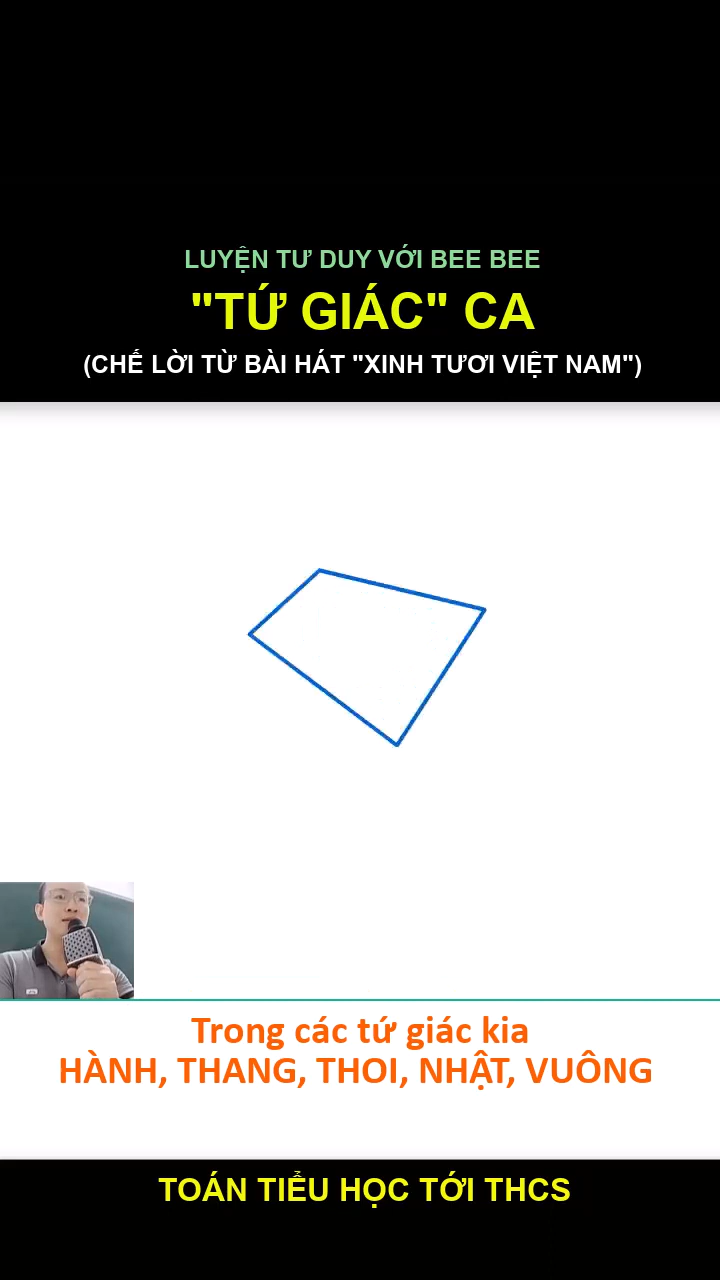 LUYỆN TƯ DUY VỚI BEE BEE
"TỨ GIÁC" CA
(CHẾ LỜI TỪ BÀI HÁT "XINH TƯƠI VIỆT NAM")
Trong các tứ giác kia
HÀNH, THANG, THOI, NHẬT, VUÔNG
TOÁN TIỂU HỌC TỚI THCS